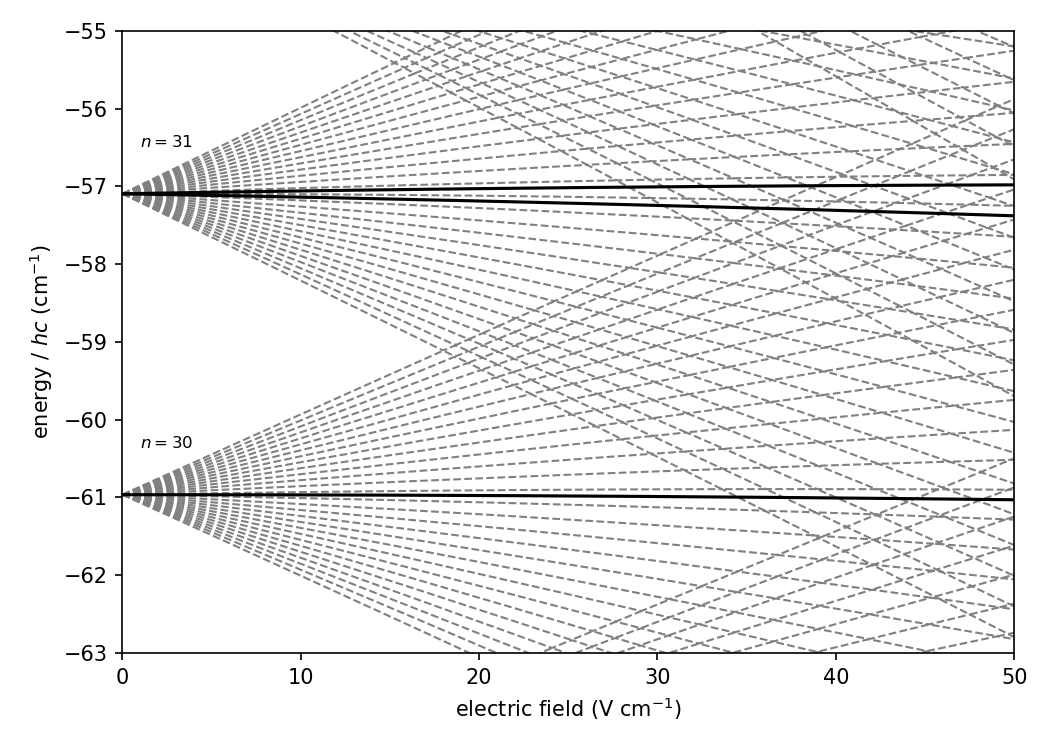 −55
−56
−57
−58
−59
−60
−61
−62
−63
energy / hc (cm⁻¹)
n = 31
n = 30
0 10 20 30 40 50
electric field (V cm⁻¹)